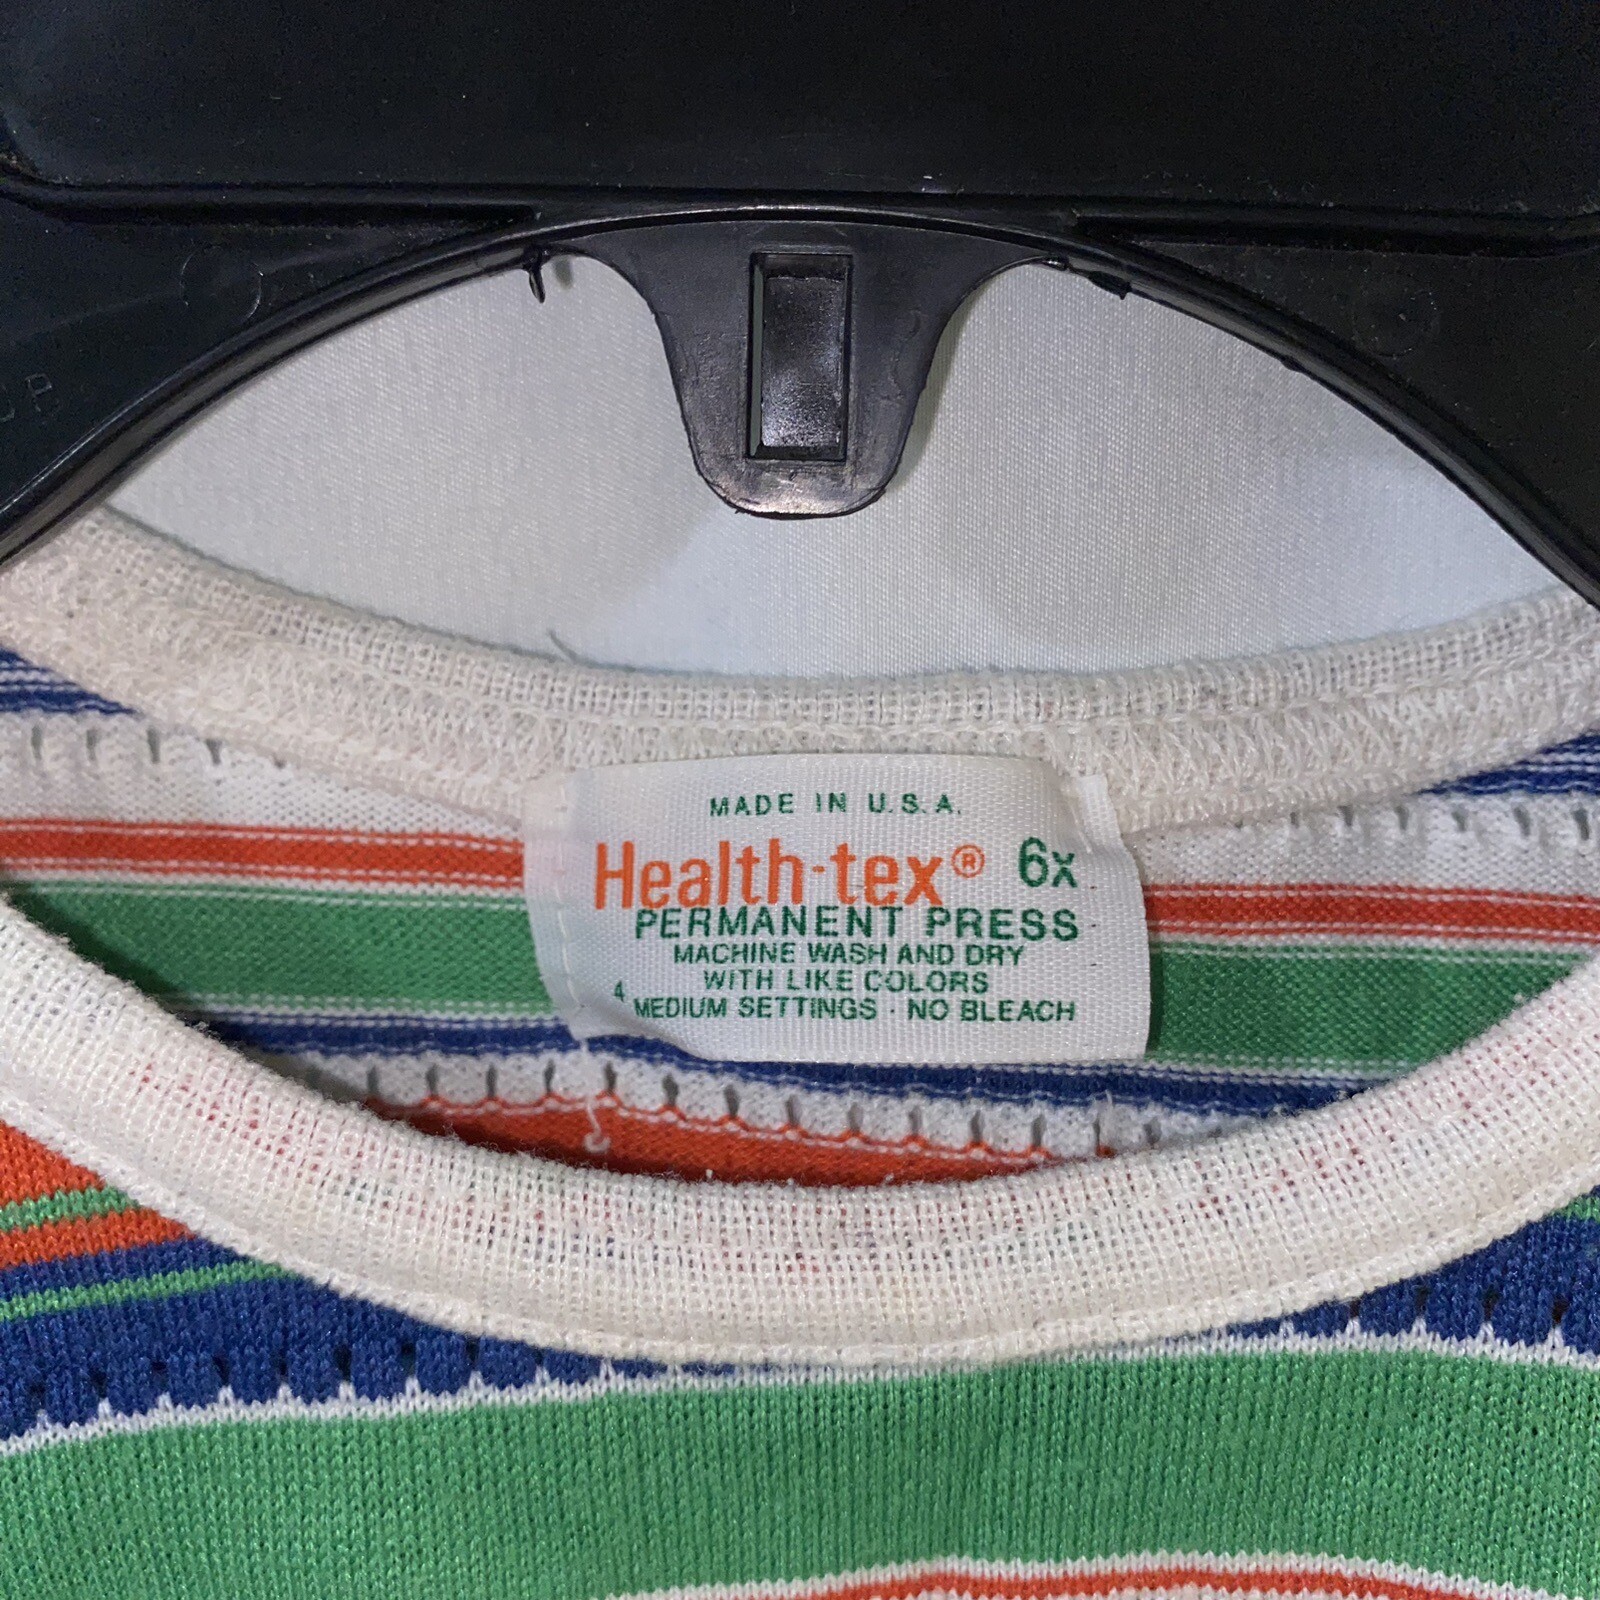 MADE IN U.S.A.
Health-tex® 6x
PERMANENT PRESS
MACHINE WASH AND DRY
WITH LIKE COLORS
4 MEDIUM SETTINGS · NO BLEACH